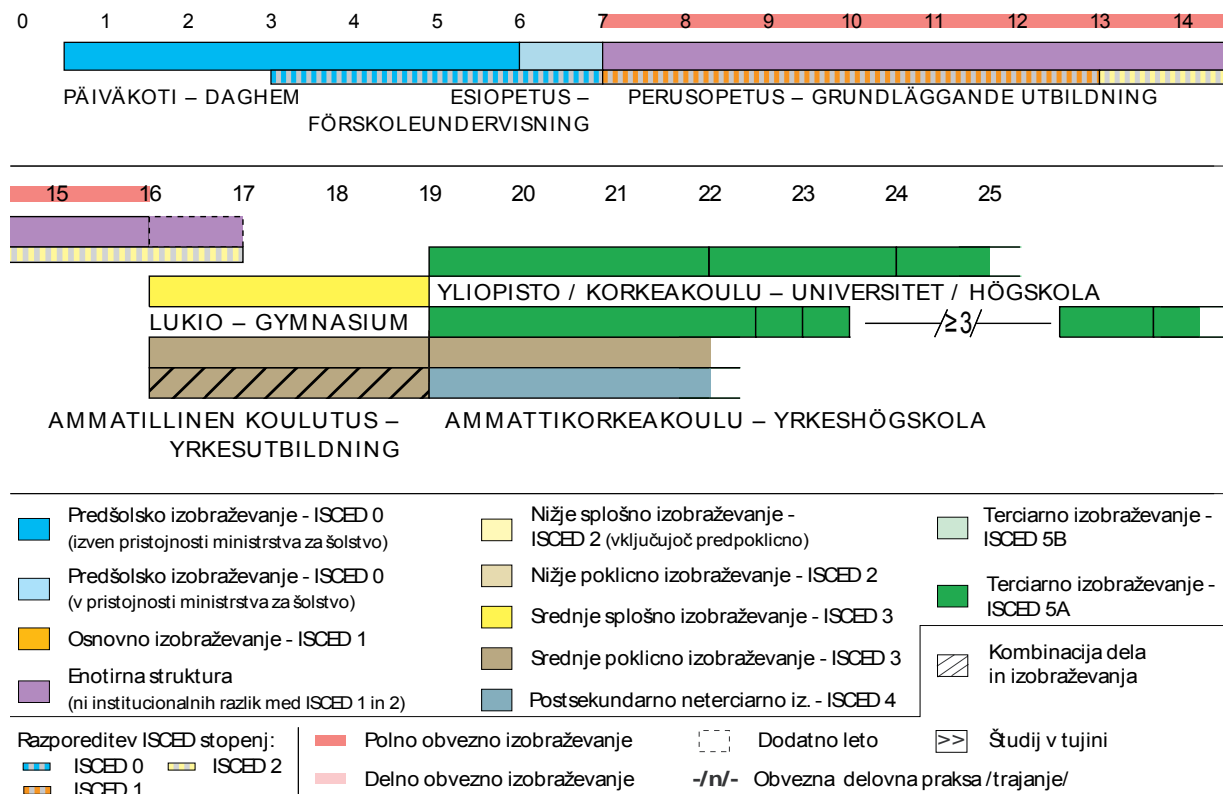 0 1 2 3 4 5 6 7 8 9 10 11 12 13 14
PÄIVÄKOTI – DAGHEM
ESIOPETUS –
FÖRSKOLEUNDERVISNING
PERUSOPETUS – GRUNDLÄGGANDE UTBILDNING
15 16 17 18 19 20 21 22 23 24 25
YLIOPISTO / KORKEAKOULU – UNIVERSITET / HÖGSKOLA
LUKIO – GYMNASIUM
/≥3/
AMMATILLINEN KOULUTUS –
YRKESUTBILDNING
AMMATTIKORKEAKOULU – YRKESHÖGSKOLA
Predšolsko izobraževanje - ISCED 0
(izven pristojnosti ministrstva za šolstvo)
Predšolsko izobraževanje - ISCED 0
(v pristojnosti ministrstva za šolstvo)
Osnovno izobraževanje - ISCED 1
Enotirna struktura
(ni institucionalnih razlik med ISCED 1 in 2)
Nižje splošno izobraževanje -
ISCED 2 (vključujoč predpoklicno)
Nižje poklicno izobraževanje - ISCED 2
Srednje splošno izobraževanje - ISCED 3
Srednje poklicno izobraževanje - ISCED 3
Postsekundarno neterciarno iz. - ISCED 4
Terciarno izobraževanje -
ISCED 5B
Terciarno izobraževanje -
ISCED 5A
Kombinacija dela
in izobraževanja
Razporeditev ISCED stopenj:
ISCED 0
ISCED 2
ISCED 1
Polno obvezno izobraževanje
Delno obvezno izobraževanje
Dodatno leto
-/n/- Obvezna delovna praksa /trajanje/
>> Študij v tujini